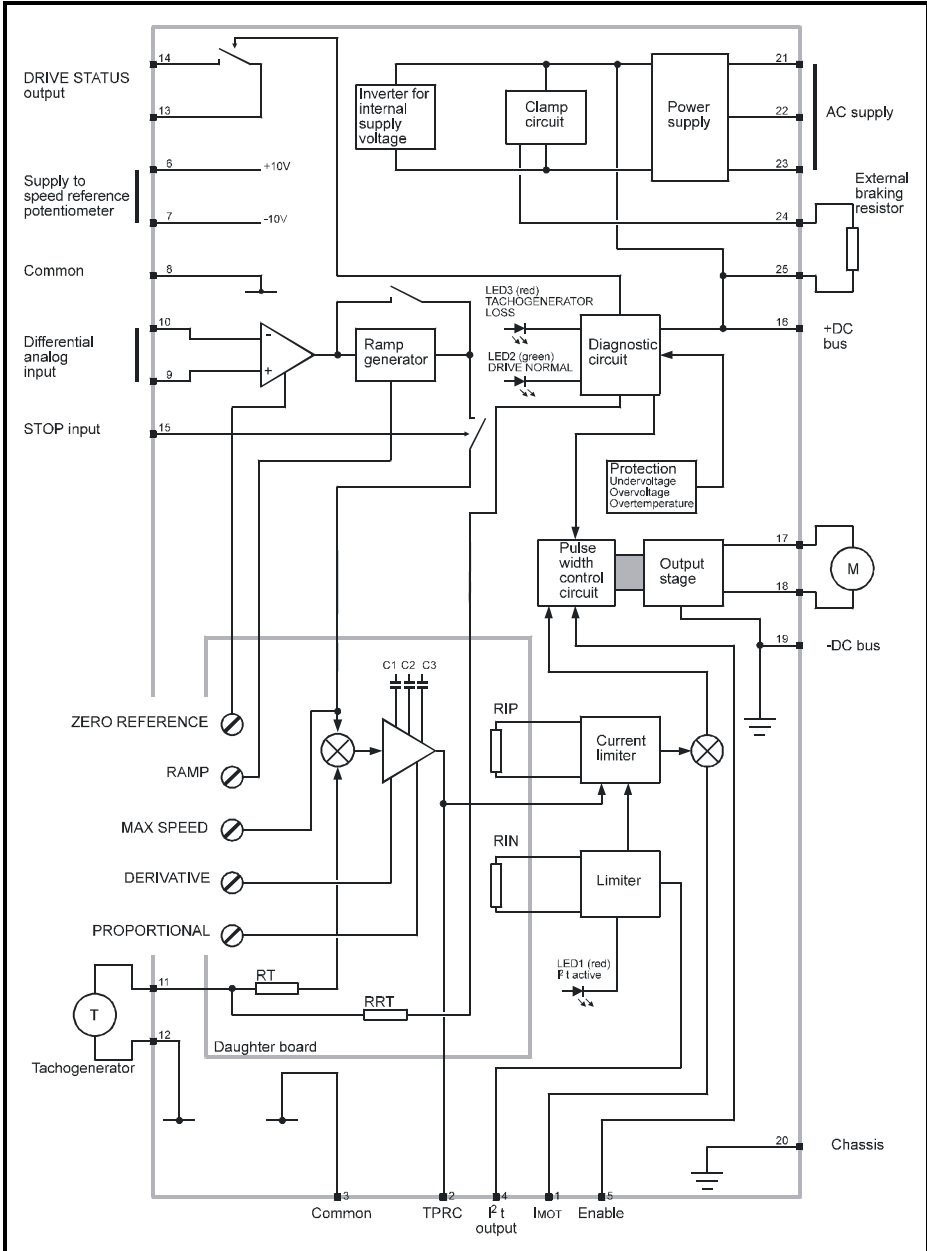 14
DRIVE STATUS
output
13
6
+10V
Supply to
speed reference
potentiometer
7
-10V
Common
8
10
Differential
analog
input
9
-
+
STOP input
15
Ramp
generator
Inverter for
internal
supply
voltage
Clamp
circuit
Power
supply
21
22
23
AC supply
24
25
External
braking
resistor
16
+DC
bus
LED3 (red)
TACHOGENERATOR
LOSS
LED2 (green)
DRIVE NORMAL
Diagnostic
circuit
Protection
Undervoltage
Overvoltage
Overtemperature
Pulse
width
control
circuit
Output
stage
17
18
M
19
-DC bus
C1 C2 C3
ZERO REFERENCE
RAMP
MAX SPEED
DERIVATIVE
PROPORTIONAL
RIP
Current
limiter
RIN
Limiter
LED1 (red)
I²t active
11
RT
RRT
T
12
Tachogenerator
Daughter board
20
Chassis
3
2
4
1
5
Common
TPRC
I² t
output
IMOT
Enable